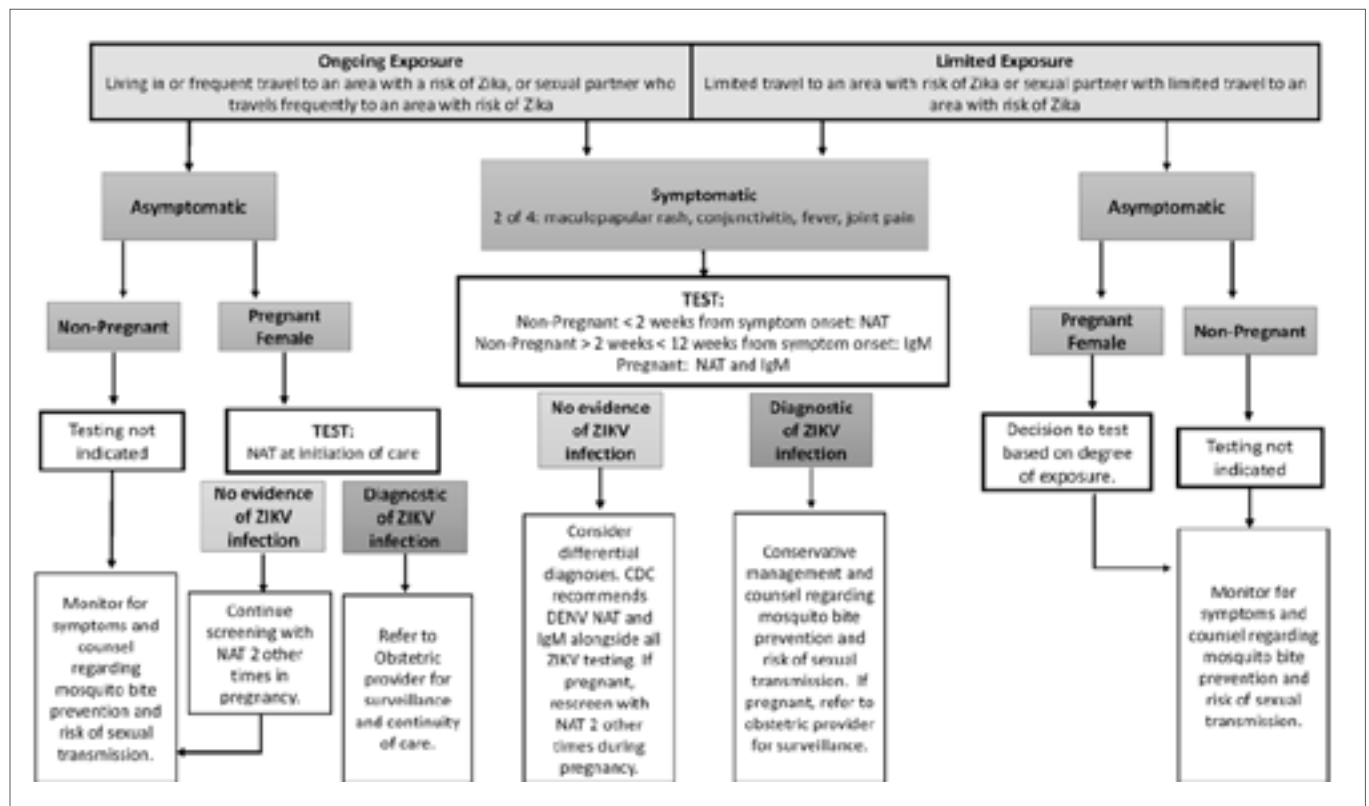 Ongoing Exposure
Living in or frequent travel to an area with a risk of Zika, or sexual partner who
travels frequently to an area with risk of Zika
Limited Exposure
Limited travel to an area with risk of Zika or sexual partner with limited travel to an
area with risk of Zika
Asymptomatic
Symptomatic
2 of 4: maculopapular rash, conjunctivitis, fever, joint pain
Asymptomatic
Non-Pregnant
Pregnant
Female
TEST:
Non-Pregnant < 2 weeks from symptom onset: NAT
Non-Pregnant > 2 weeks < 12 weeks from symptom onset: IgM
Pregnant: NAT and IgM
Pregnant
Female
Non-Pregnant
Testing not
indicated
TEST:
NAT at initiation of care
No evidence
of ZIKV
infection
Diagnostic
of ZIKV
infection
Decision to test
based on degree
of exposure.
Testing not
indicated
No evidence
of ZIKV
infection
Diagnostic
of ZIKV
infection
Monitor for
symptoms and
counsel
regarding
mosquito bite
prevention and
risk of sexual
transmission.
Continue
screening with
NAT 2 other
times in
pregnancy.
Refer to
Obstetric
provider for
surveillance
and continuity
of care.
Consider
differential
diagnoses. CDC
recommends
DENV NAT and
IgM alongside all
ZIKV testing. If
pregnant,
rescreen with
NAT 2 other
times during
pregnancy.
Conservative
management and
counsel regarding
mosquito bite
prevention and
risk of sexual
transmission. If
pregnant, refer to
obstetric provider
for surveillance.
Monitor for
symptoms and
counsel regarding
mosquito bite
prevention and
risk of sexual
transmission.